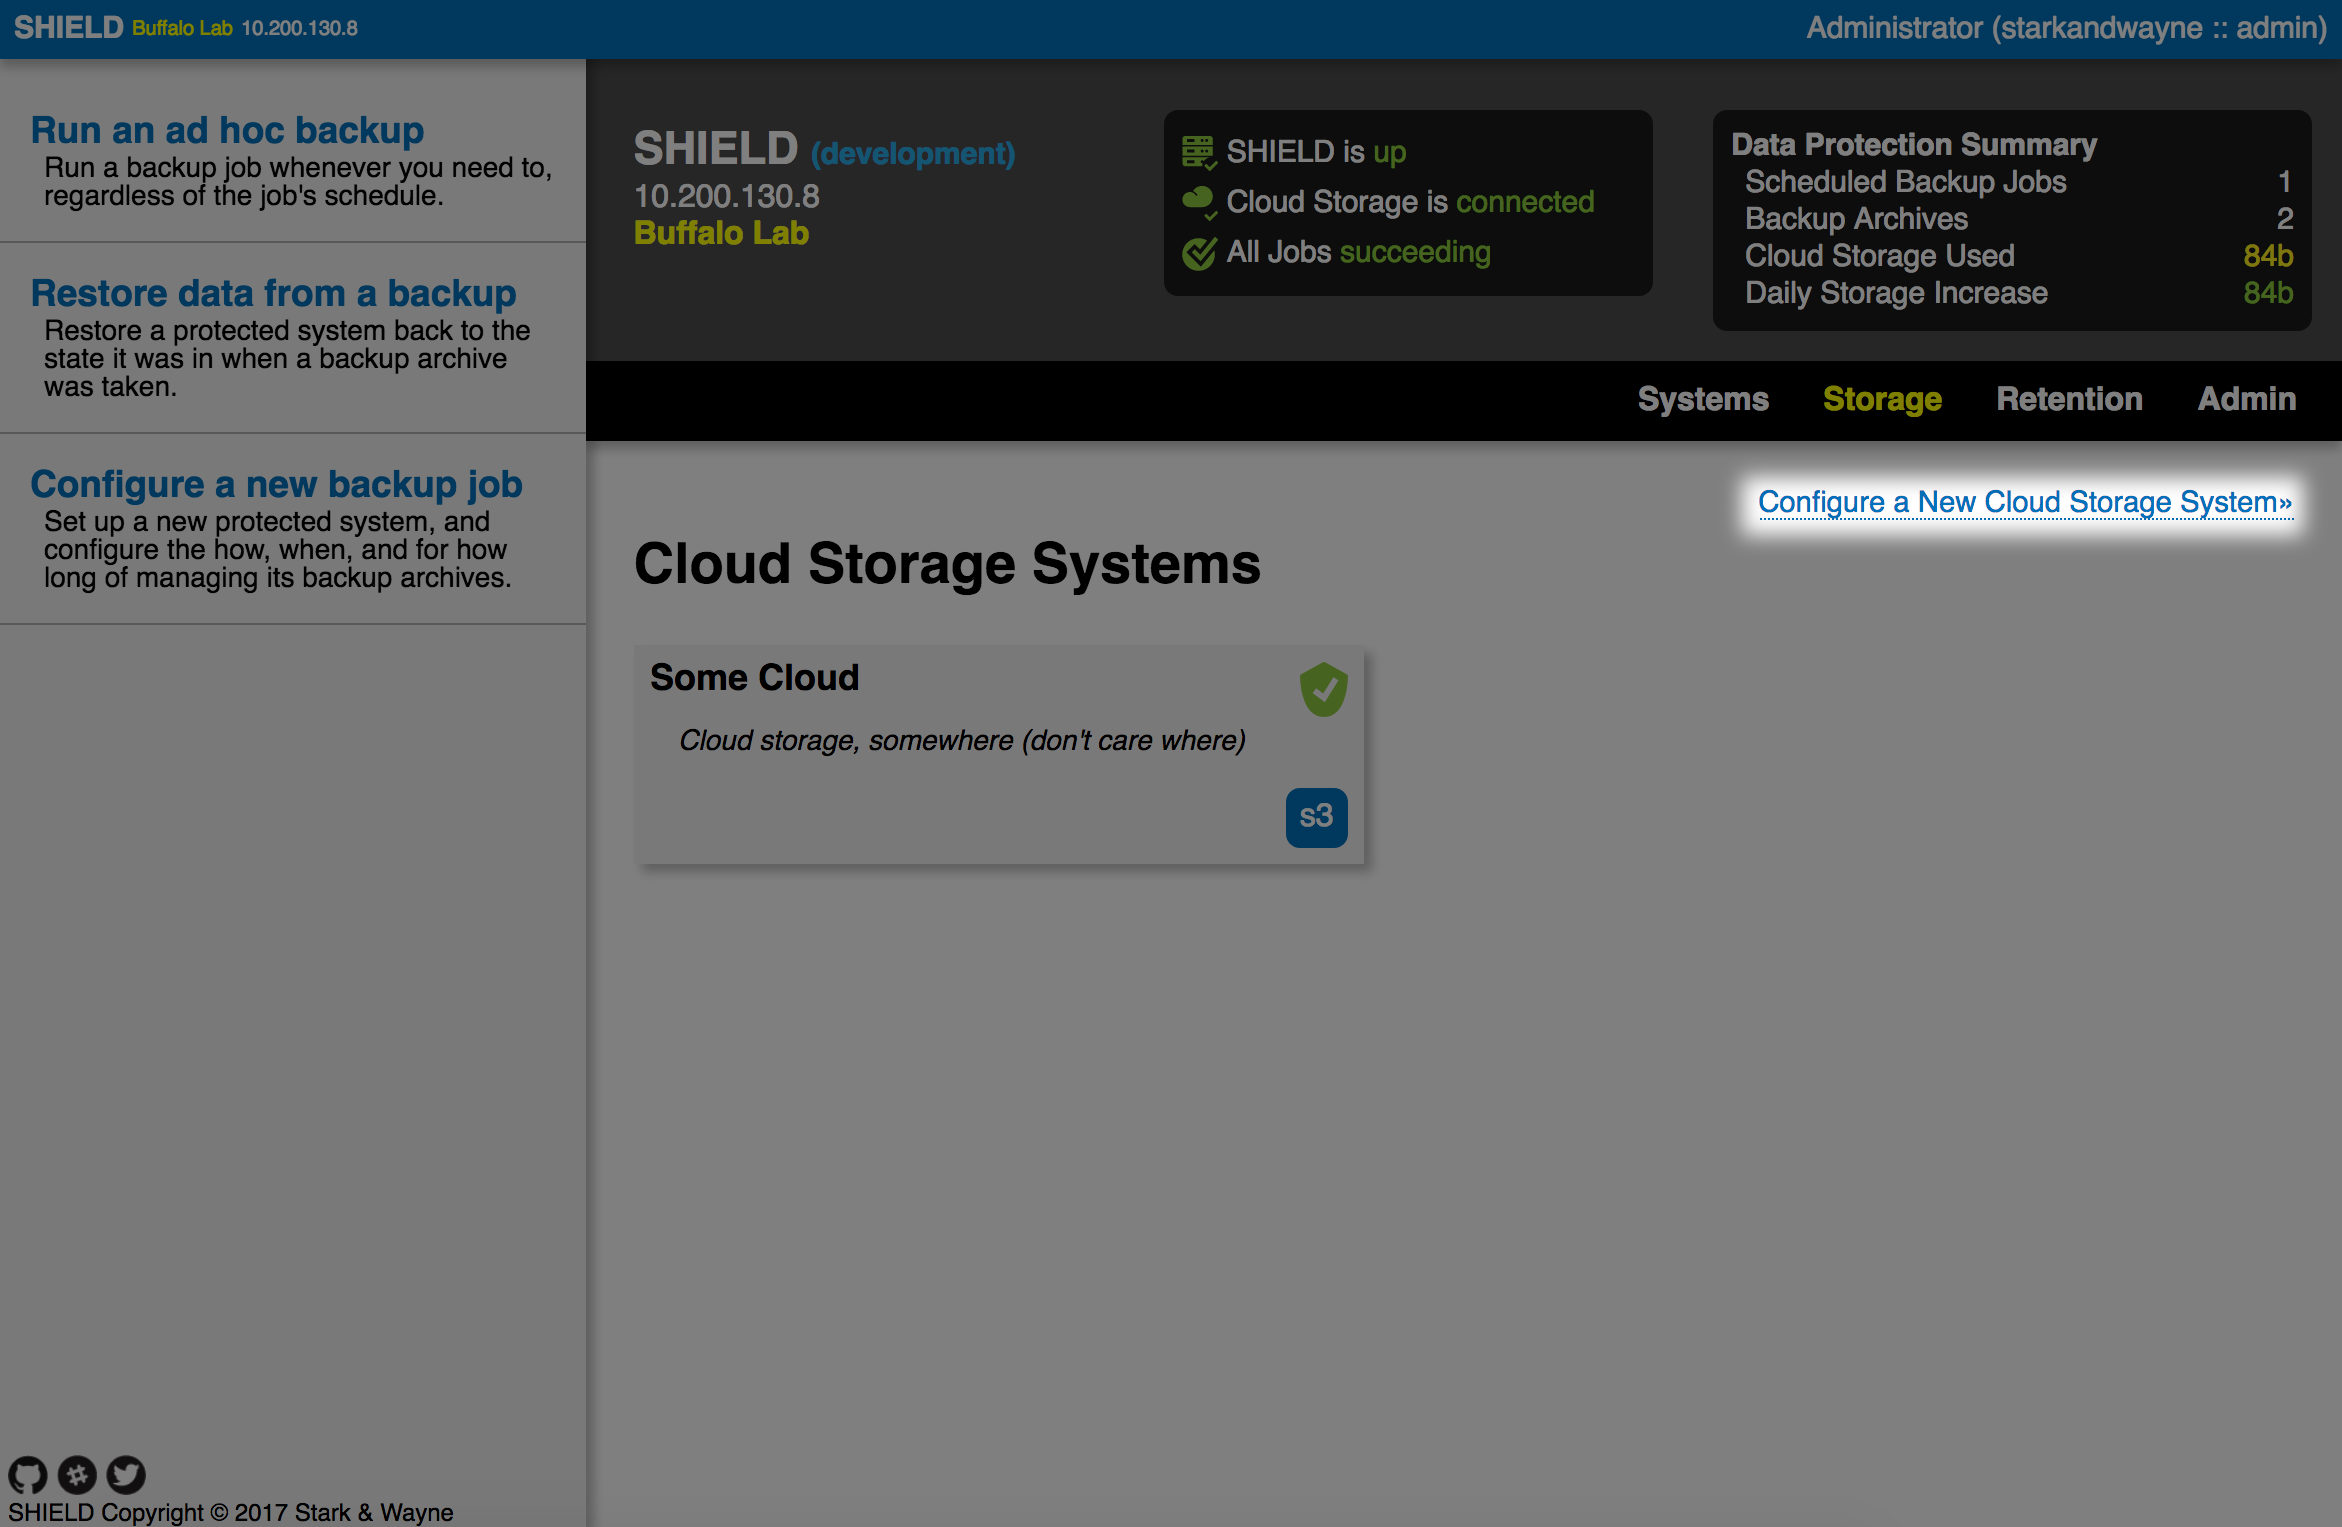 SHIELD Buffalo Lab 10.200.130.8
Administrator (starkandwayne :: admin)
Run an ad hoc backup
Run a backup job whenever you need to,
regardless of the job's schedule.
Restore data from a backup
Restore a protected system back to the
state it was in when a backup archive
was taken.
Configure a new backup job
Set up a new protected system, and
configure the how, when, and for how
long of managing its backup archives.
SHIELD (development)
10.200.130.8
Buffalo Lab
SHIELD is up
Cloud Storage is connected
All Jobs succeeding
Data Protection Summary
Scheduled Backup Jobs 1
Backup Archives 2
Cloud Storage Used 84b
Daily Storage Increase 84b
Systems Storage Retention Admin
Configure a New Cloud Storage System»
Cloud Storage Systems
Some Cloud
Cloud storage, somewhere (don't care where)
s3
SHIELD Copyright © 2017 Stark & Wayne